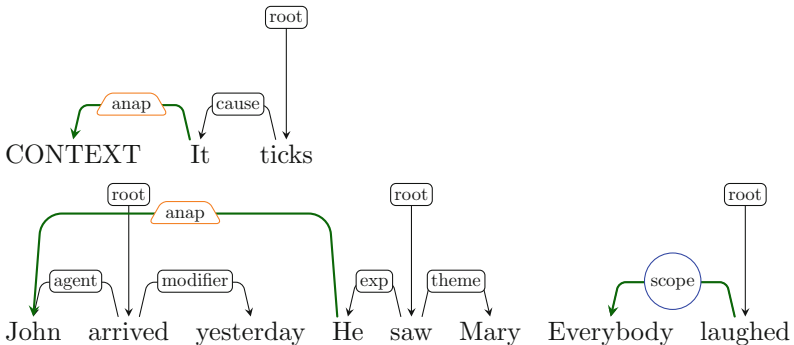 root
anap cause
CONTEXT It ticks
root root root
anap
agent modifier exp theme scope
John arrived yesterday He saw Mary Everybody laughed